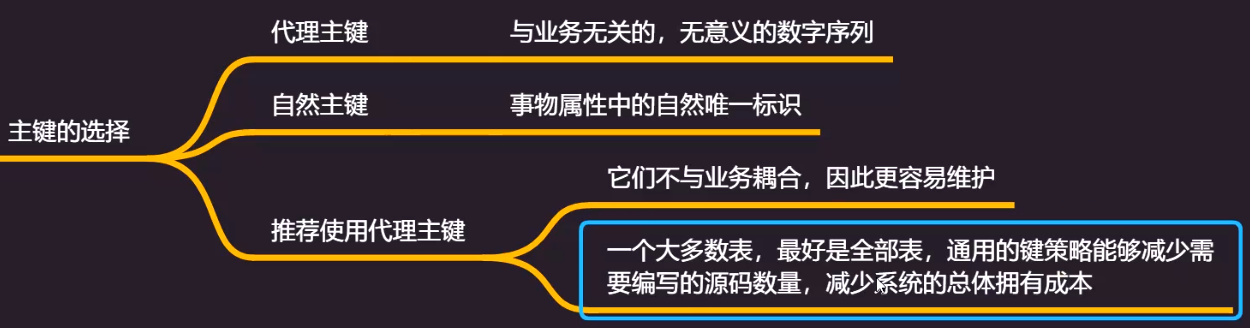 代理主键
与业务无关的，无意义的数字序列
自然主键
事物属性中的自然唯一标识
主键的选择
它们不与业务耦合，因此更容易维护
推荐使用代理主键
一个大多数表，最好是全部表，通用的键策略能够减少需
要编写的源码数量，减少系统的总体拥有成本